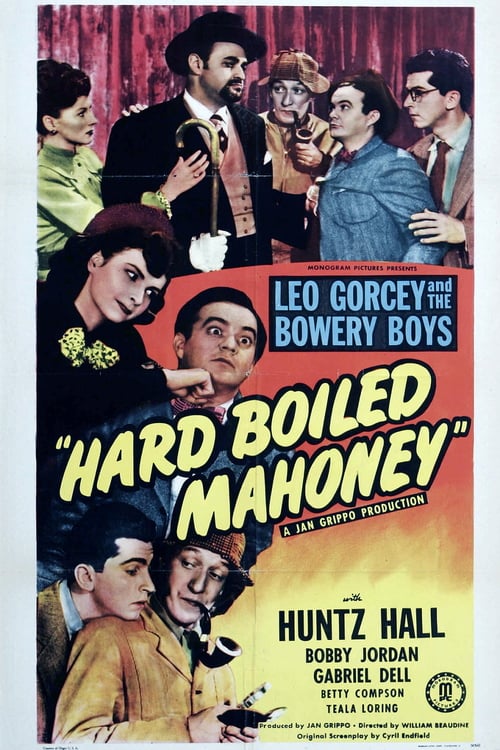 MONOGRAM PICTURES PRESENTS
LEO GORCEY and THE
BOWERY BOYS
"HARD BOILED
MAHONEY"
A JAN GRIPPO PRODUCTION
with
HUNTZ HALL
BOBBY JORDAN
GABRIEL DELL
BETTY COMPSON
TEALA LORING
Produced by JAN GRIPPO · Directed by WILLIAM BEAUDINE
Original Screenplay by Cyril Endfield